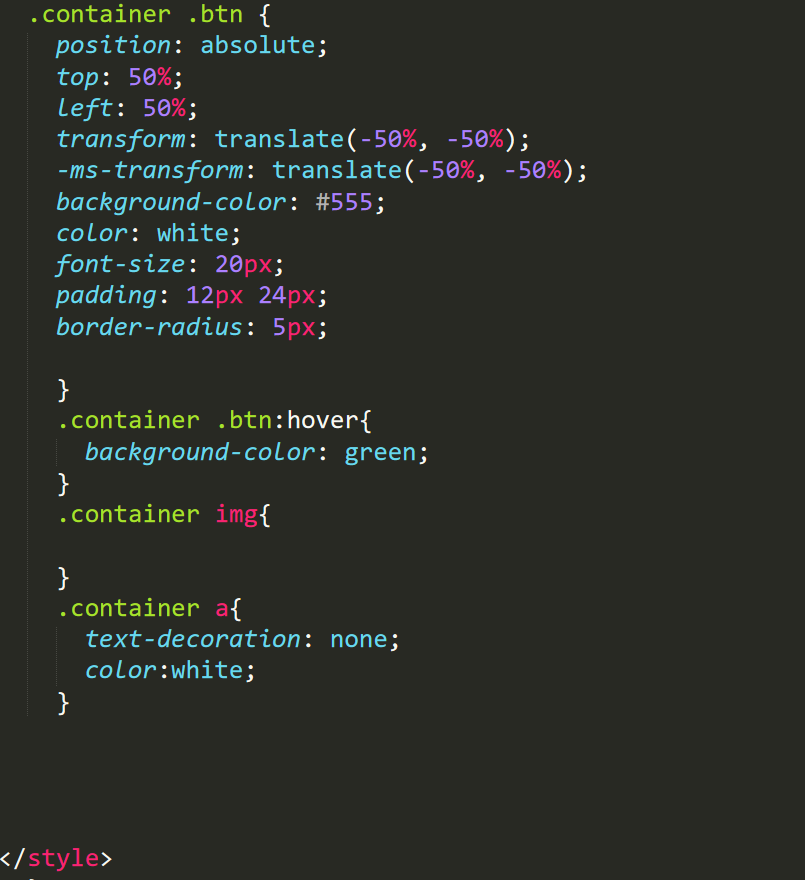 .container .btn {
position: absolute;
top: 50%;
left: 50%;
transform: translate(-50%, -50%);
-ms-transform: translate(-50%, -50%);
background-color: #555;
color: white;
font-size: 20px;
padding: 12px 24px;
border-radius: 5px;
}
.container .btn:hover{
background-color: green;
}
.container img{
}
.container a{
text-decoration: none;
color:white;
}
</style>